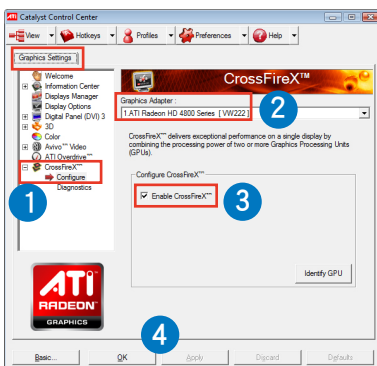 Catalyst Control Center
View Hotkeys Profiles Preferences Help
Graphics Settings
Welcome
Information Center
Displays Manager
Display Options
Digital Panel (DVI) 3
3D
Color
Avivo™ Video
ATI Overdrive™
CrossFireX™
Configure
Diagnostics
1
ATI
RADEON
GRAPHICS
CrossFireX™
Graphics Adapter :
1 ATI Radeon HD 4800 Series [ VW222 ]
2
CrossFireX™ delivers exceptional performance on a single display by
combining the processing power of two or more Graphics Processing Units
(GPUs).
Configure CrossFireX™
Enable CrossFireX™
3
Identify GPU
4
Basic... OK Apply Discard Defaults